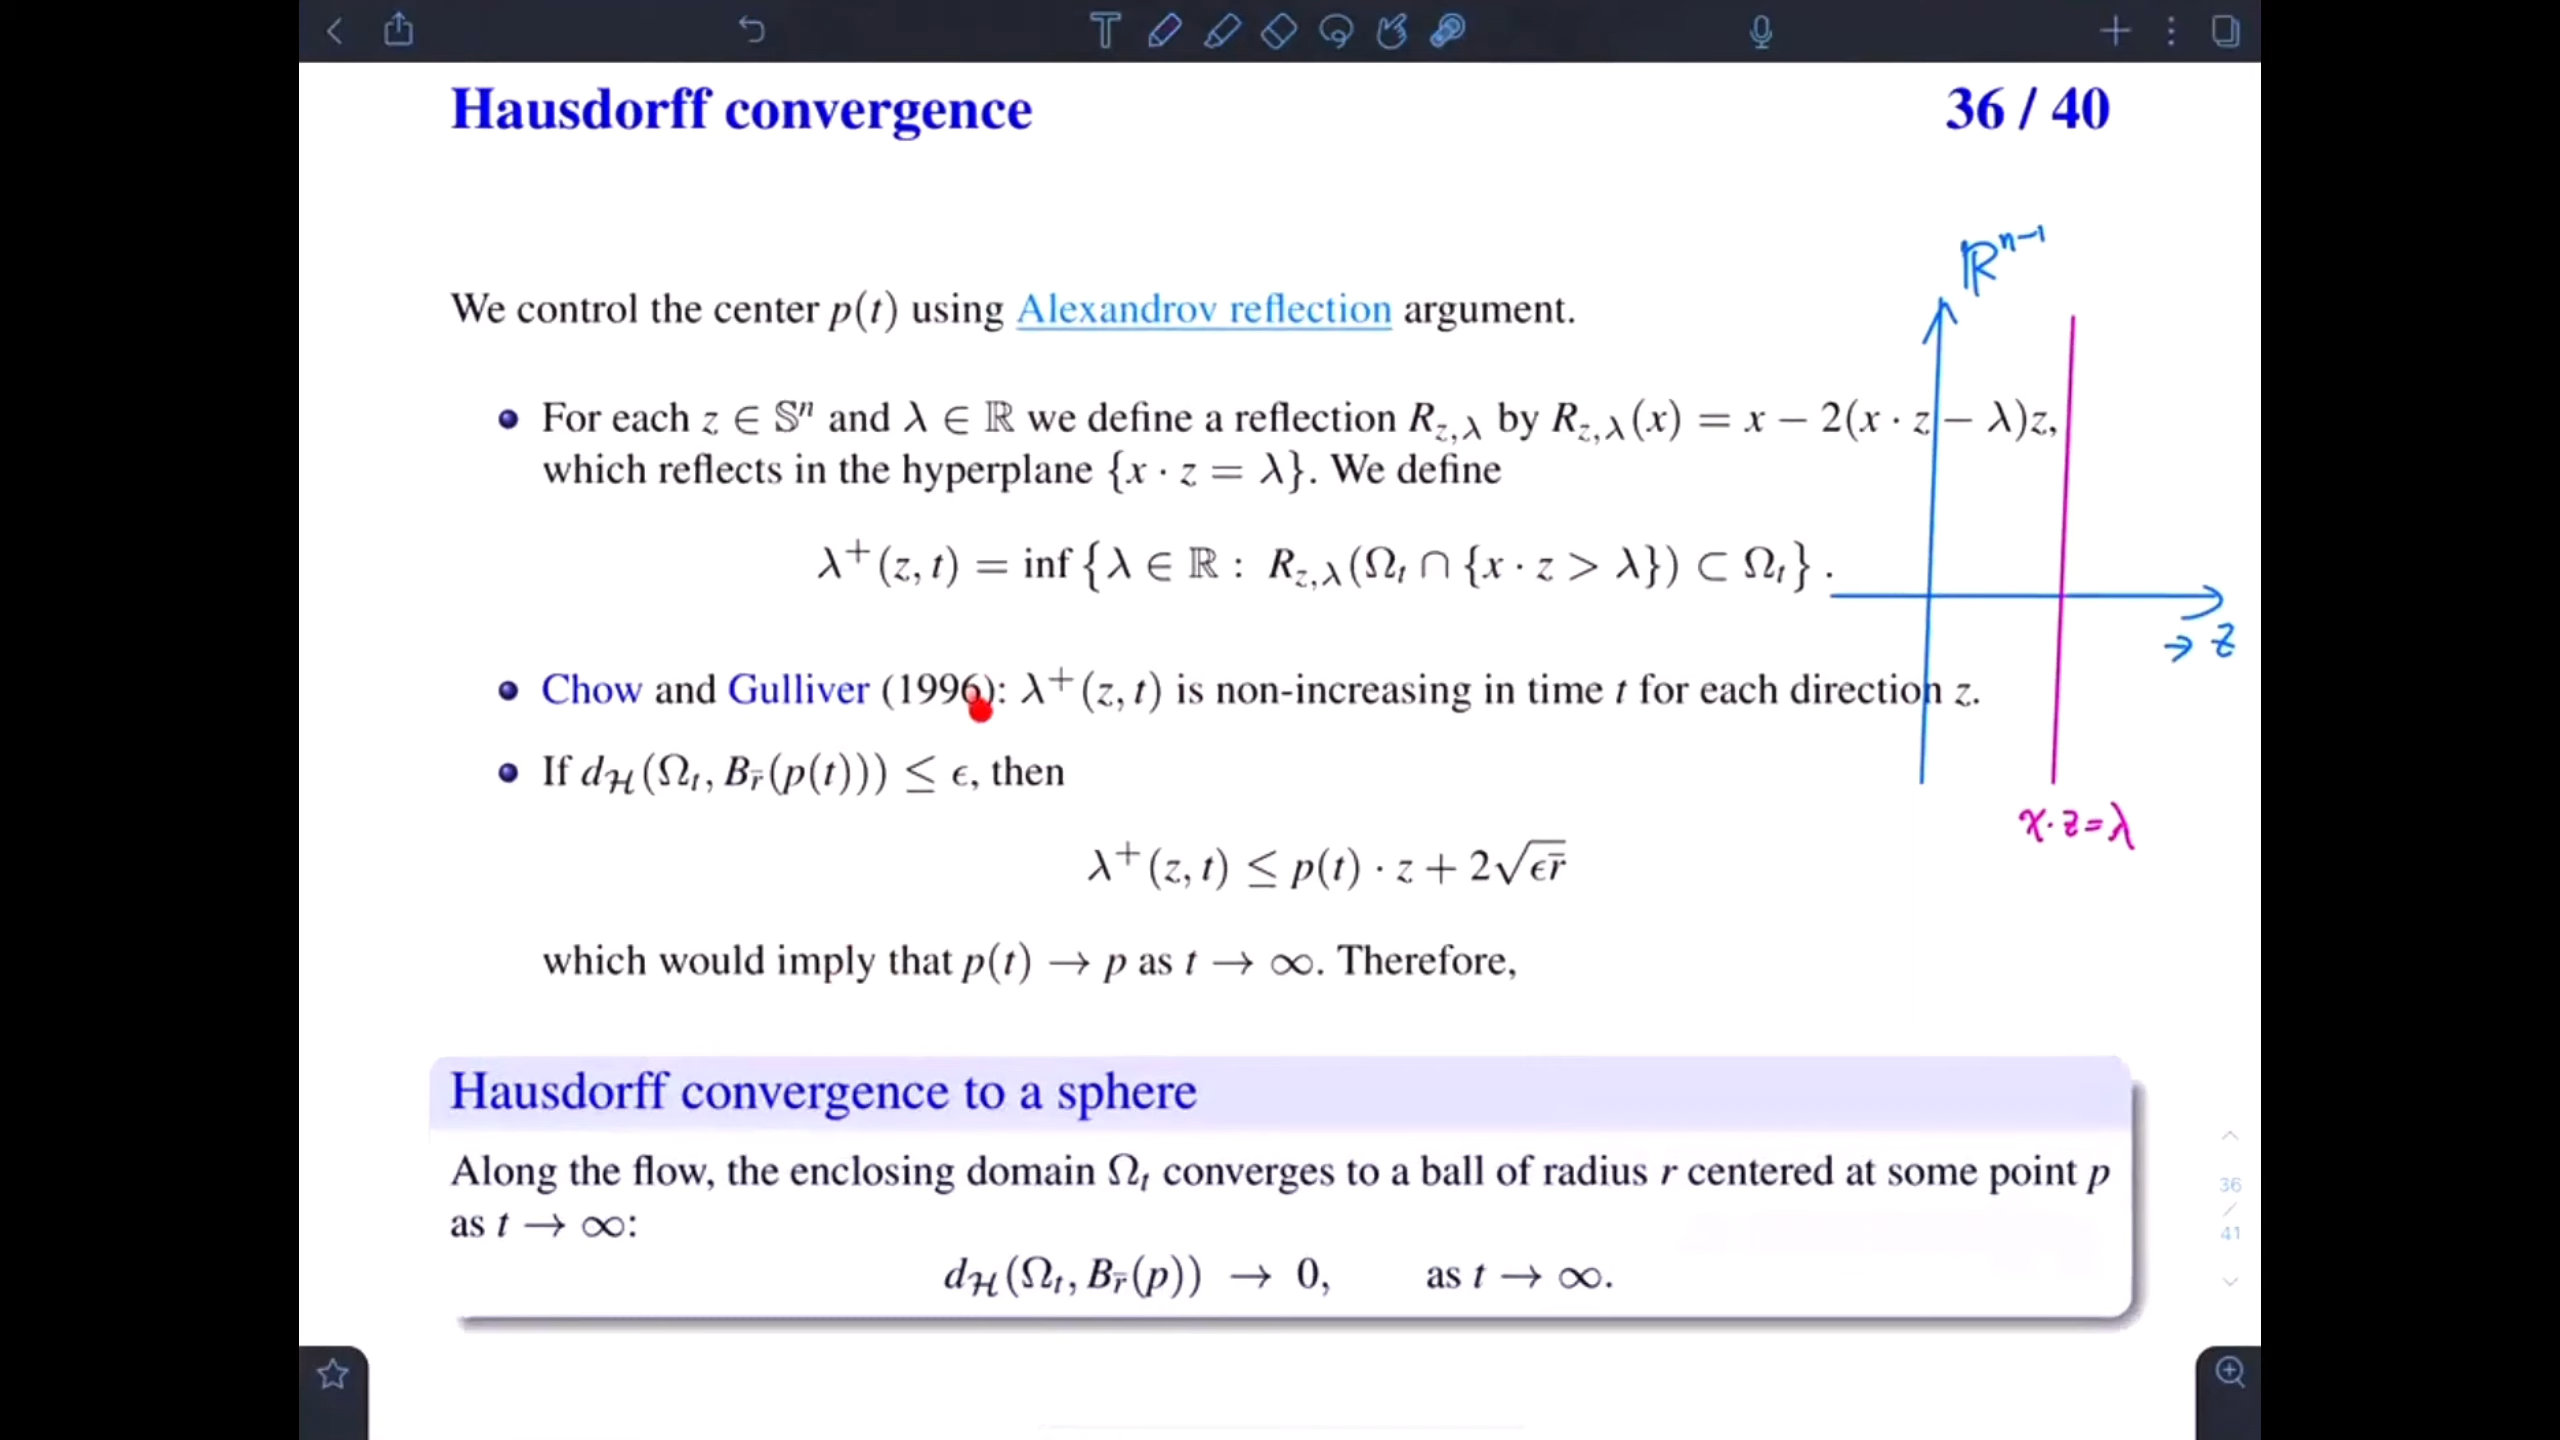 T
Hausdorff convergence 36 / 40
ℝⁿ⁻¹
We control the center p(t) using Alexandrov reflection argument.
For each z ∈ 𝕊ⁿ and λ ∈ ℝ we define a reflection R_{z,λ} by R_{z,λ}(x) = x − 2(x · z − λ)z,
which reflects in the hyperplane {x · z = λ}. We define
λ⁺(z, t) = inf {λ ∈ ℝ : R_{z,λ}(Ω_t ∩ {x · z > λ}) ⊂ Ω_t} .
→ z
Chow and Gulliver (1996): λ⁺(z, t) is non-increasing in time t for each direction z.
If d_ℋ(Ω_t, B_r̄(p(t))) ≤ ϵ, then
x·z=λ
λ⁺(z, t) ≤ p(t) · z + 2√ϵr̄
which would imply that p(t) → p as t → ∞. Therefore,
Hausdorff convergence to a sphere
Along the flow, the enclosing domain Ω_t converges to a ball of radius r centered at some point p
as t → ∞:
d_ℋ(Ω_t, B_r̄(p)) → 0, as t → ∞.
36
/
41